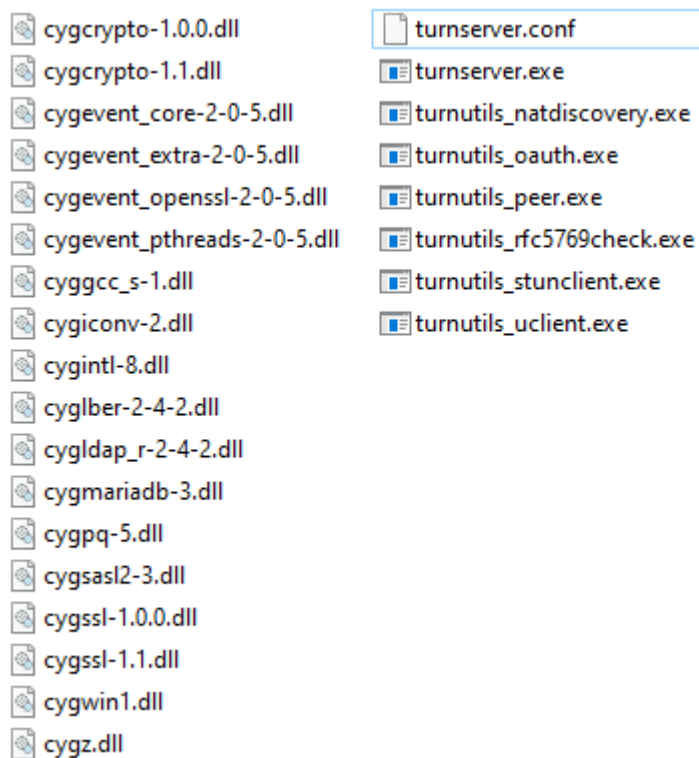 cygcrypto-1.0.0.dll
cygcrypto-1.1.dll
cygevent_core-2-0-5.dll
cygevent_extra-2-0-5.dll
cygevent_openssl-2-0-5.dll
cygevent_pthreads-2-0-5.dll
cyggcc_s-1.dll
cygiconv-2.dll
cygintl-8.dll
cyglber-2-4-2.dll
cygldap_r-2-4-2.dll
cygmariadb-3.dll
cygpq-5.dll
cygsasl2-3.dll
cygssl-1.0.0.dll
cygssl-1.1.dll
cygwin1.dll
cygz.dll
turnserver.conf
turnserver.exe
turnutils_natdiscovery.exe
turnutils_oauth.exe
turnutils_peer.exe
turnutils_rfc5769check.exe
turnutils_stunclient.exe
turnutils_uclient.exe